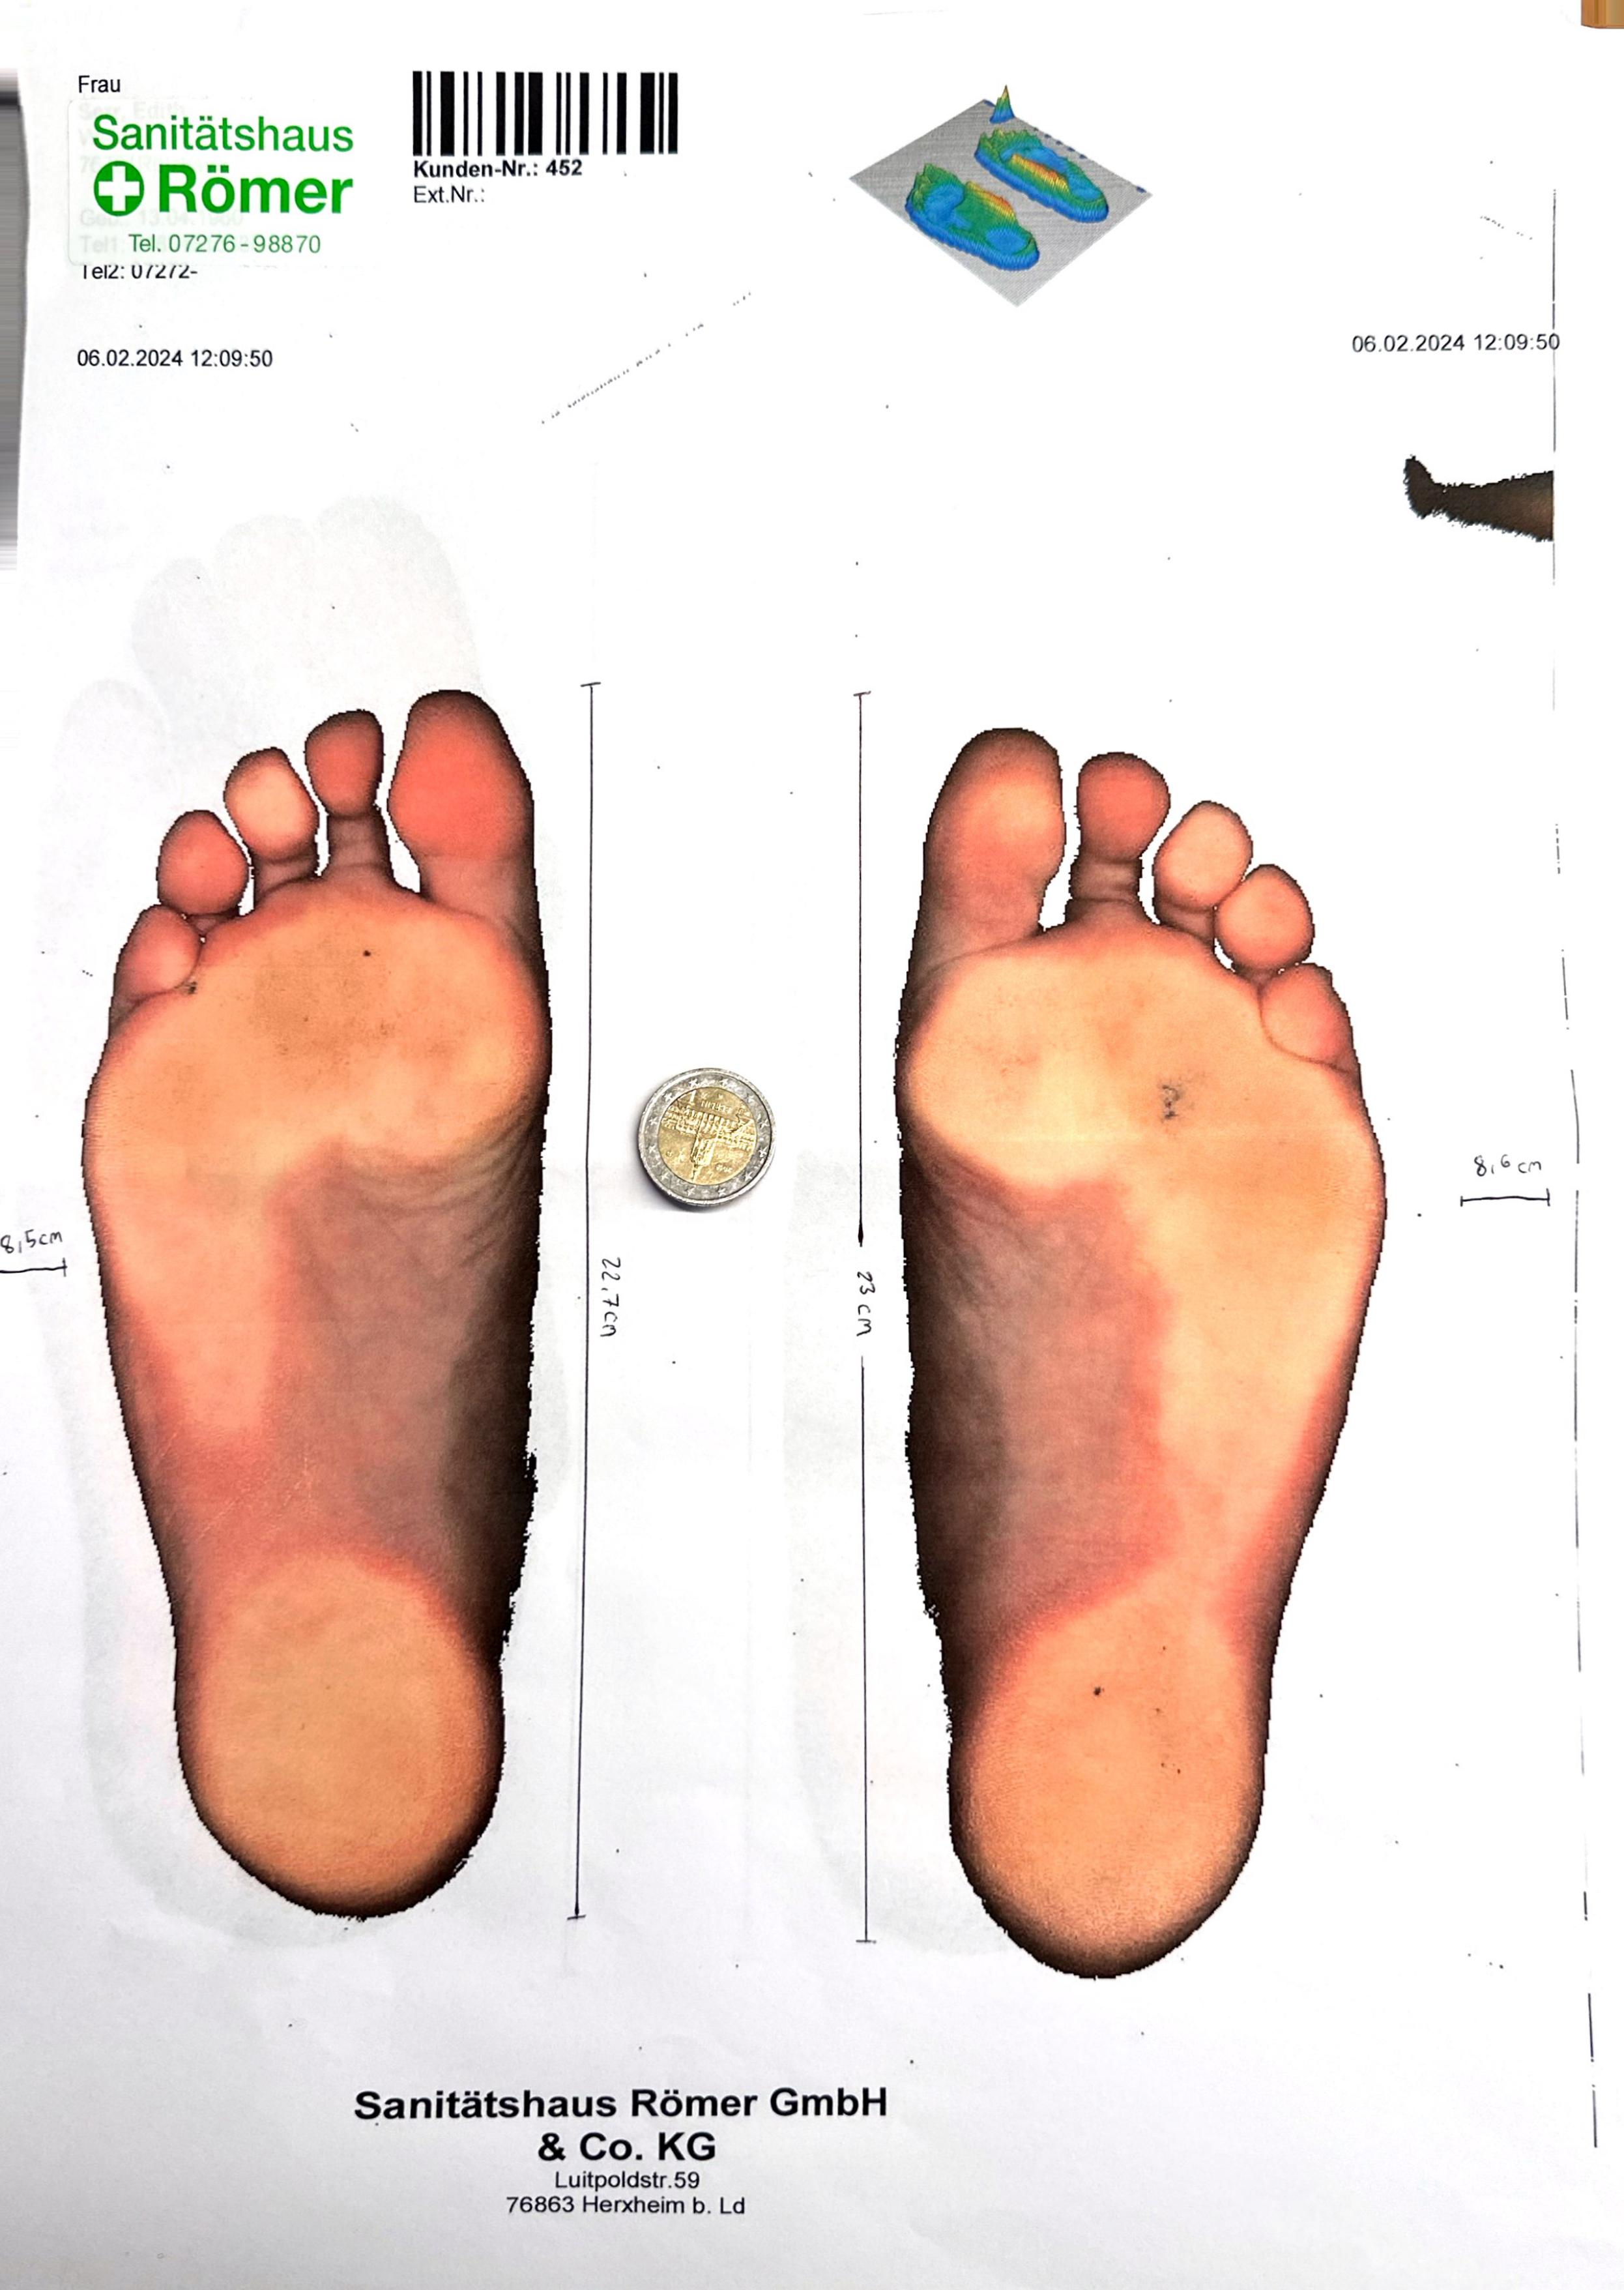 Frau
Sanitätshaus
Römer
Tel. 07276-98870
Tel2: 07272-
Kunden-Nr.: 452
Ext.Nr.:
06.02.2024 12:09:50
06.02.2024 12:09:50
8,5cm
22,7cm
23 cm
8,6 cm
Sanitätshaus Römer GmbH
& Co. KG
Luitpoldstr.59
76863 Herxheim b. Ld